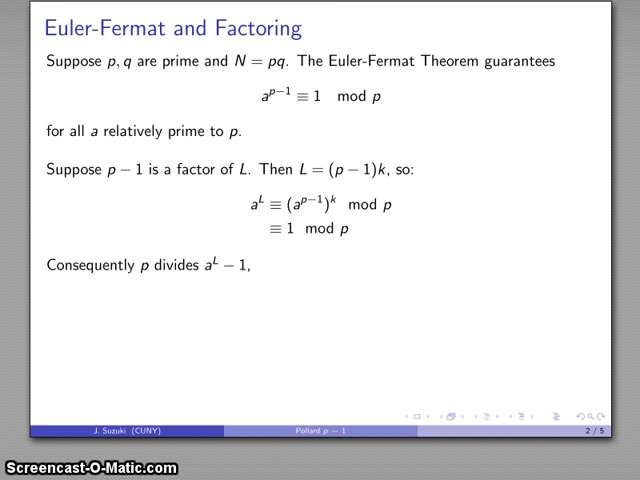 Euler-Fermat and Factoring
Suppose p, q are prime and N = pq. The Euler-Fermat Theorem guarantees
a^{p−1} ≡ 1 mod p
for all a relatively prime to p.
Suppose p − 1 is a factor of L. Then L = (p − 1)k, so:
a^L ≡ (a^{p−1})^k mod p
≡ 1 mod p
Consequently p divides a^L − 1,
J. Suzuki (CUNY) Pollard p − 1 2 / 5
Screencast-O-Matic.com